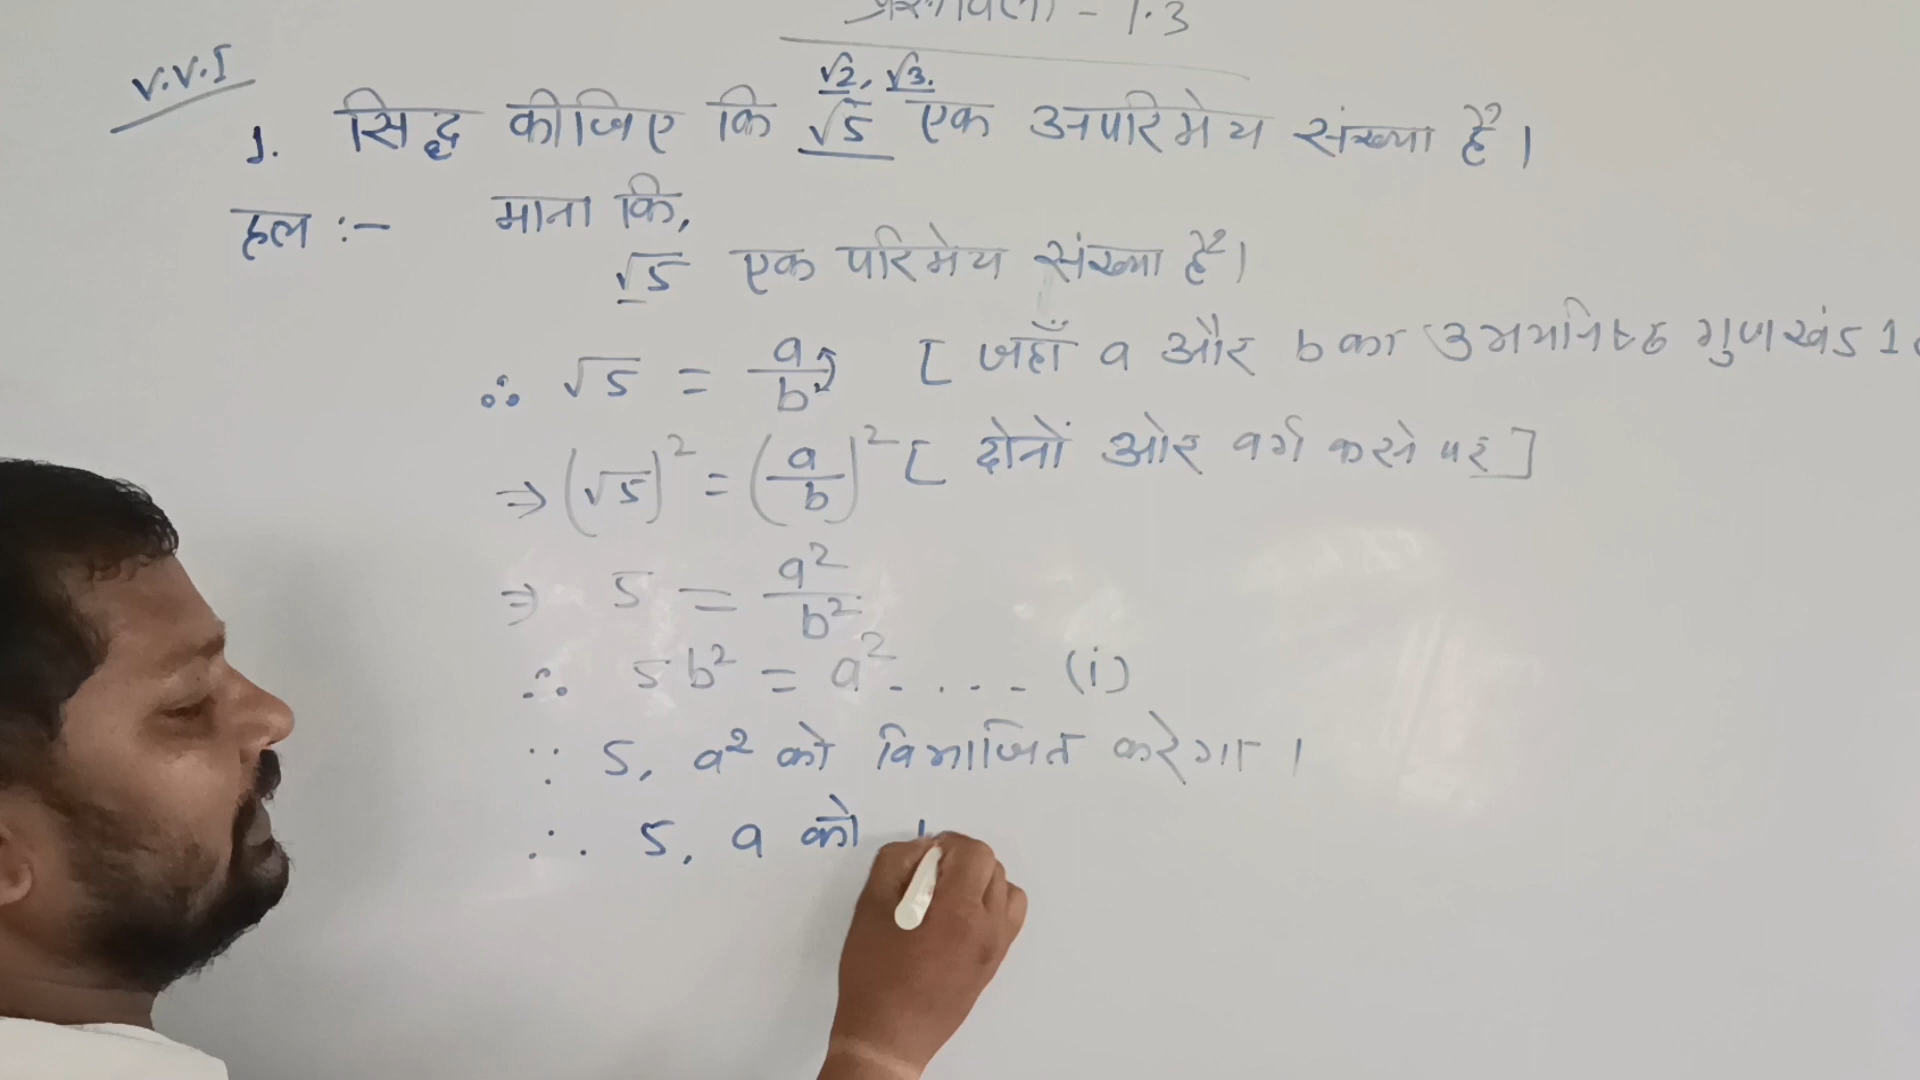 प्रश्नावली - 1.3
V.V.I
√2, √3.
1. सिद्ध कीजिए कि √5 एक अपरिमेय संख्या है।
हल :- माना कि,
√5 एक परिमेय संख्या है।
∴ √5 = a/b [ जहाँ a और b का उभयनिष्ठ गुणखंड 1
⇒ (√5)² = (a/b)² [ दोनों ओर वर्ग करने पर ]
⇒ 5 = a²/b²
∴ 5b² = a² - . . . - (i)
∵ 5, a² को विभाजित करेगा ।
∴ 5, a को